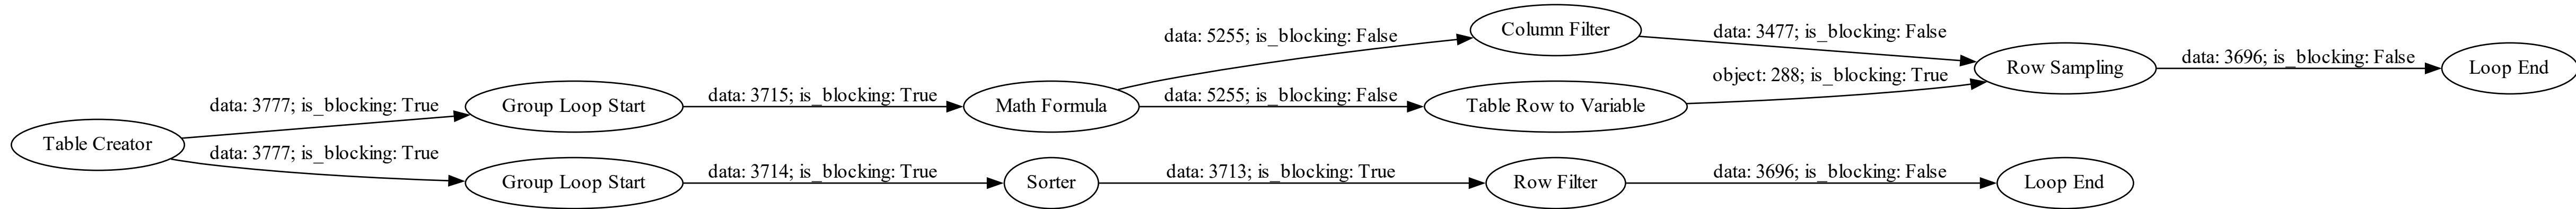 Table Creator
data: 3777; is_blocking: True
data: 3777; is_blocking: True
Group Loop Start
Group Loop Start
data: 3715; is_blocking: True
data: 3714; is_blocking: True
Math Formula
Sorter
data: 5255; is_blocking: False
data: 5255; is_blocking: False
data: 3713; is_blocking: True
Column Filter
Table Row to Variable
Row Filter
data: 3477; is_blocking: False
object: 288; is_blocking: True
data: 3696; is_blocking: False
Row Sampling
Loop End
data: 3696; is_blocking: False
Loop End